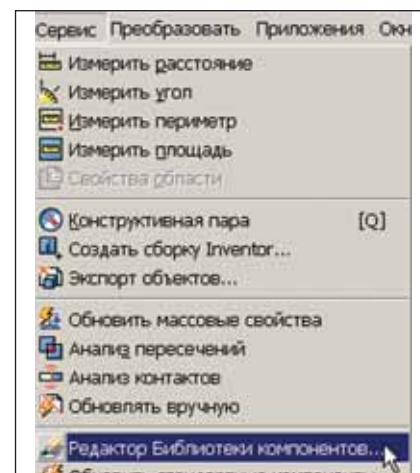 Сервис Преобразовать Приложения Окн
Измерить расстояние
Измерить угол
Измерить периметр
Измерить площадь
Свойства области
Конструктивная пара [Q]
Создать сборку Inventor...
Экспорт объектов...
Обновить массовые свойства
Анализ пересечений
Анализ контактов
Обновлять вручную
Редактор Библиотеки компонентов...